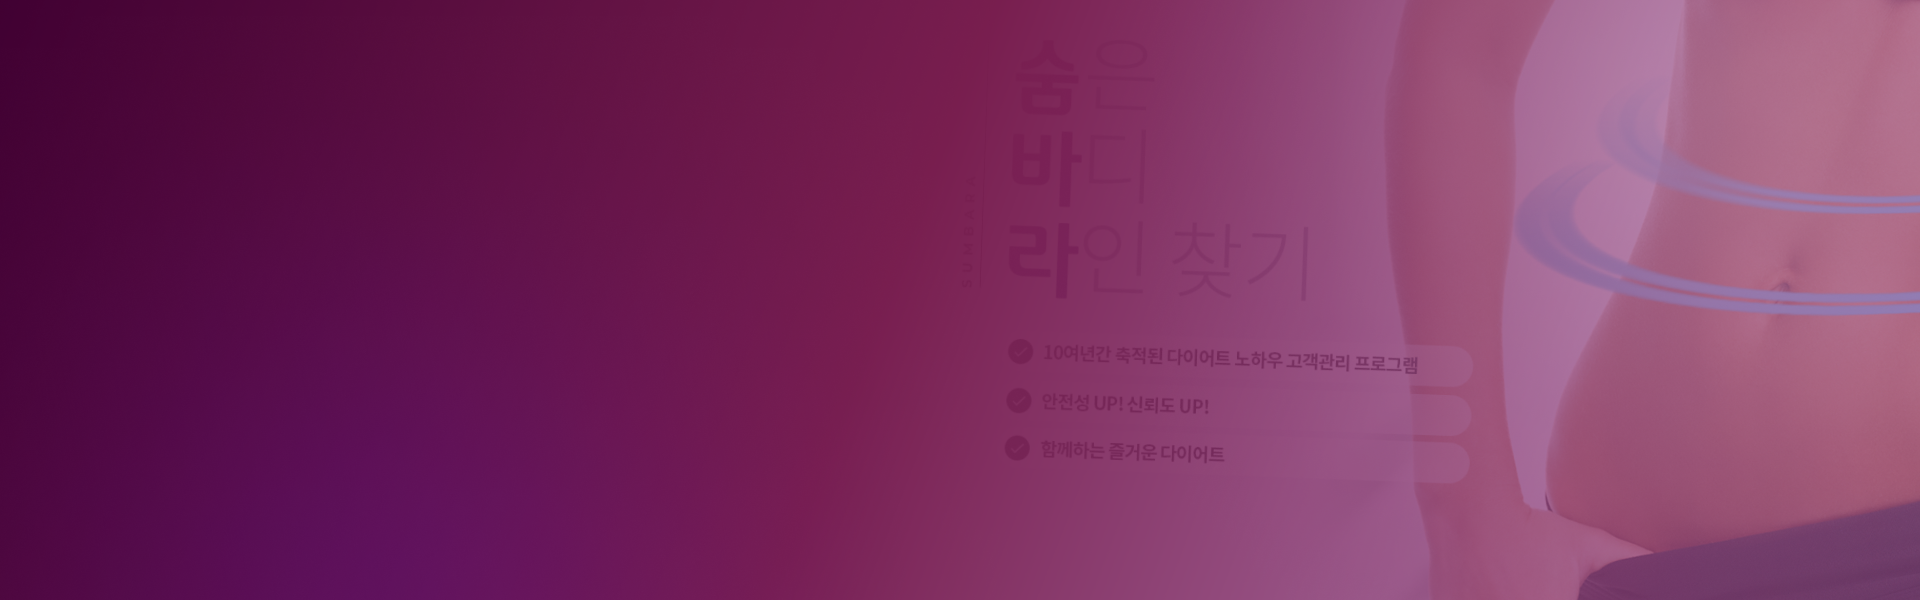 숨은
바디
라인 찾기
SUMBARA
10여년간 축적된 다이어트 노하우 고객관리 프로그램
안전성 UP! 신뢰도 UP!
함께하는 즐거운 다이어트